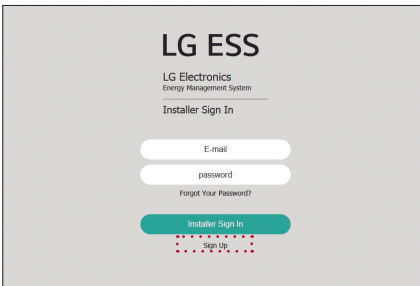 LG ESS
LG Electronics
Energy Management System
Installer Sign In
E-mail
password
Forgot Your Password?
Installer Sign In
Sign Up